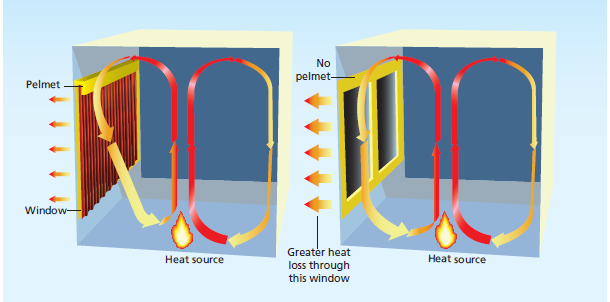 Pelmet
Window
Heat source
No
pelmet
Greater heat
loss through
this window
Heat source